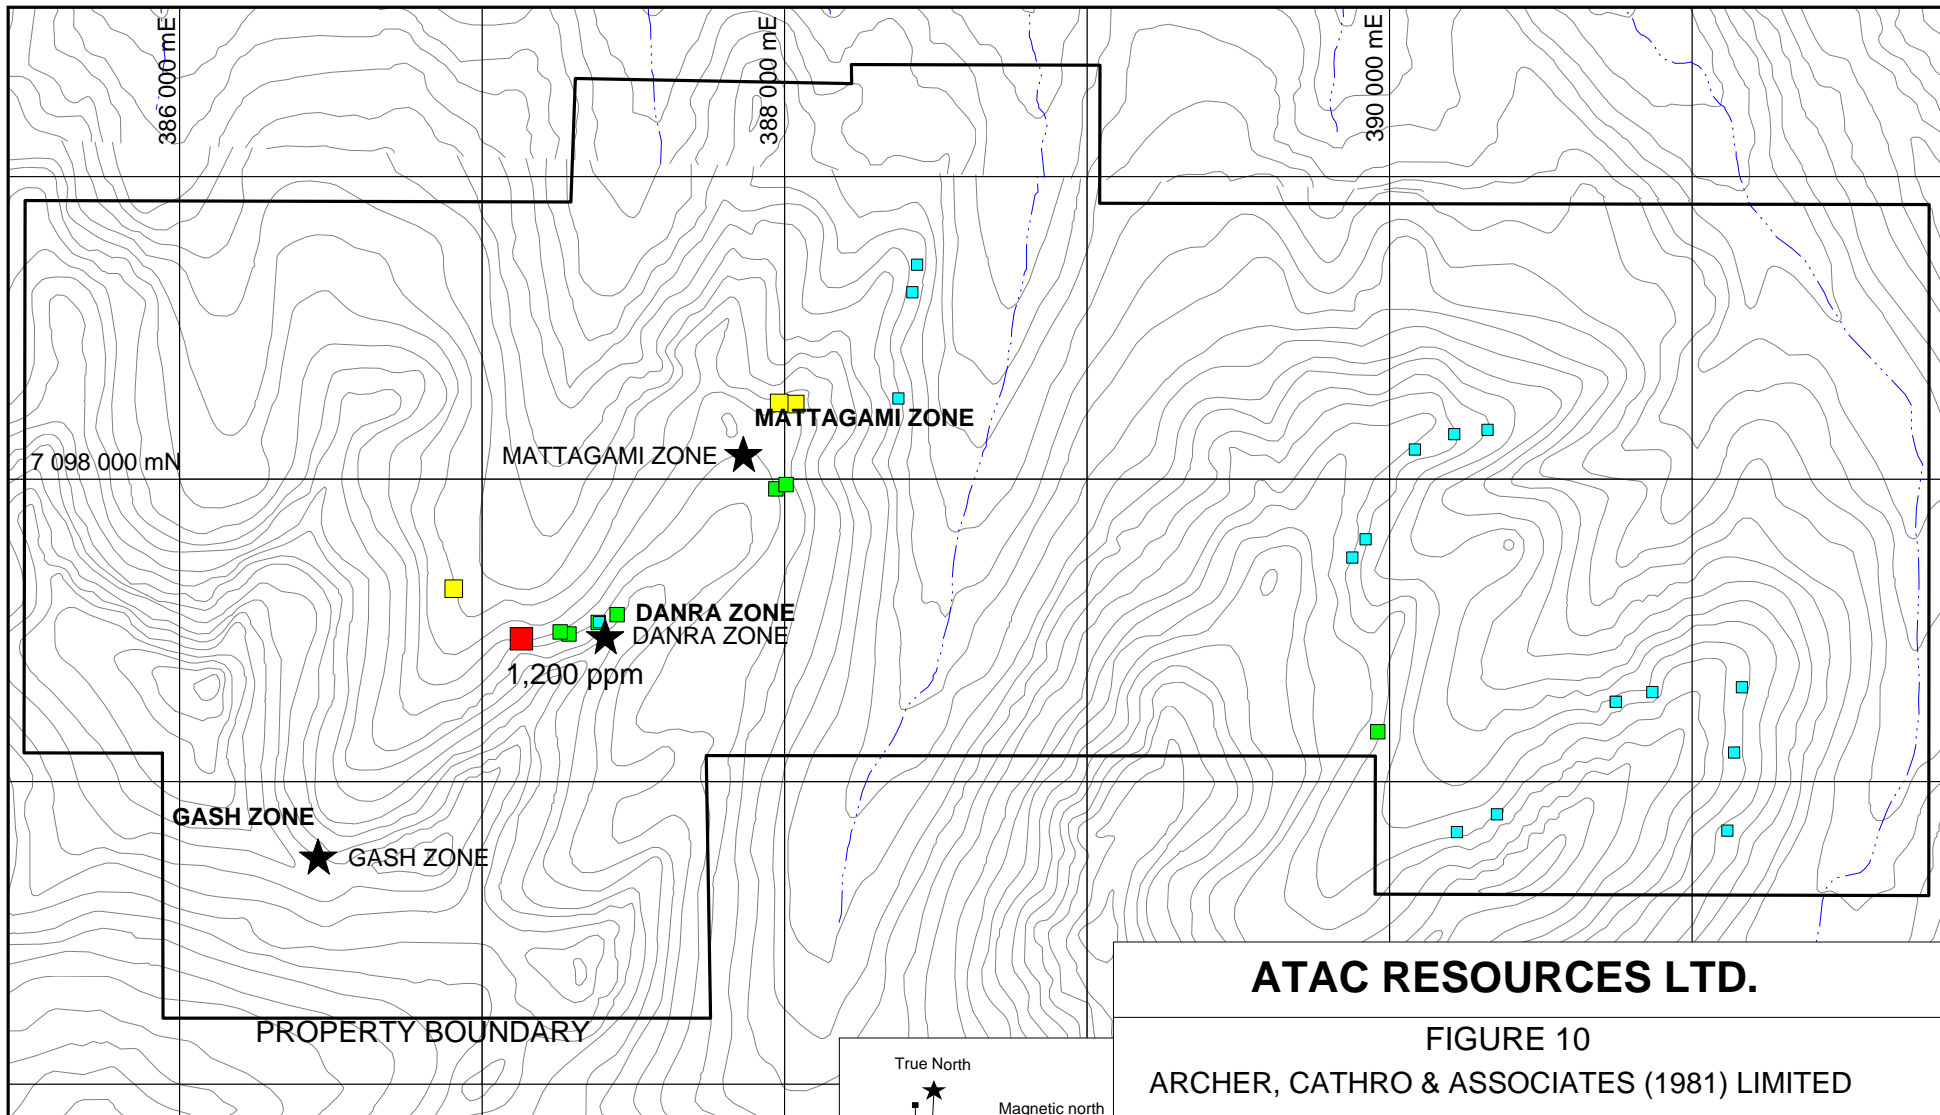 386 000 mE
388 000 mE
390 000 mE
MATTAGAMI ZONE
MATTAGAMI ZONE
7 098 000 mN
DANRA ZONE
DANRA ZONE
1,200 ppm
GASH ZONE
GASH ZONE
PROPERTY BOUNDARY
ATAC RESOURCES LTD.
FIGURE 10
ARCHER, CATHRO & ASSOCIATES (1981) LIMITED
True North
Magnetic north